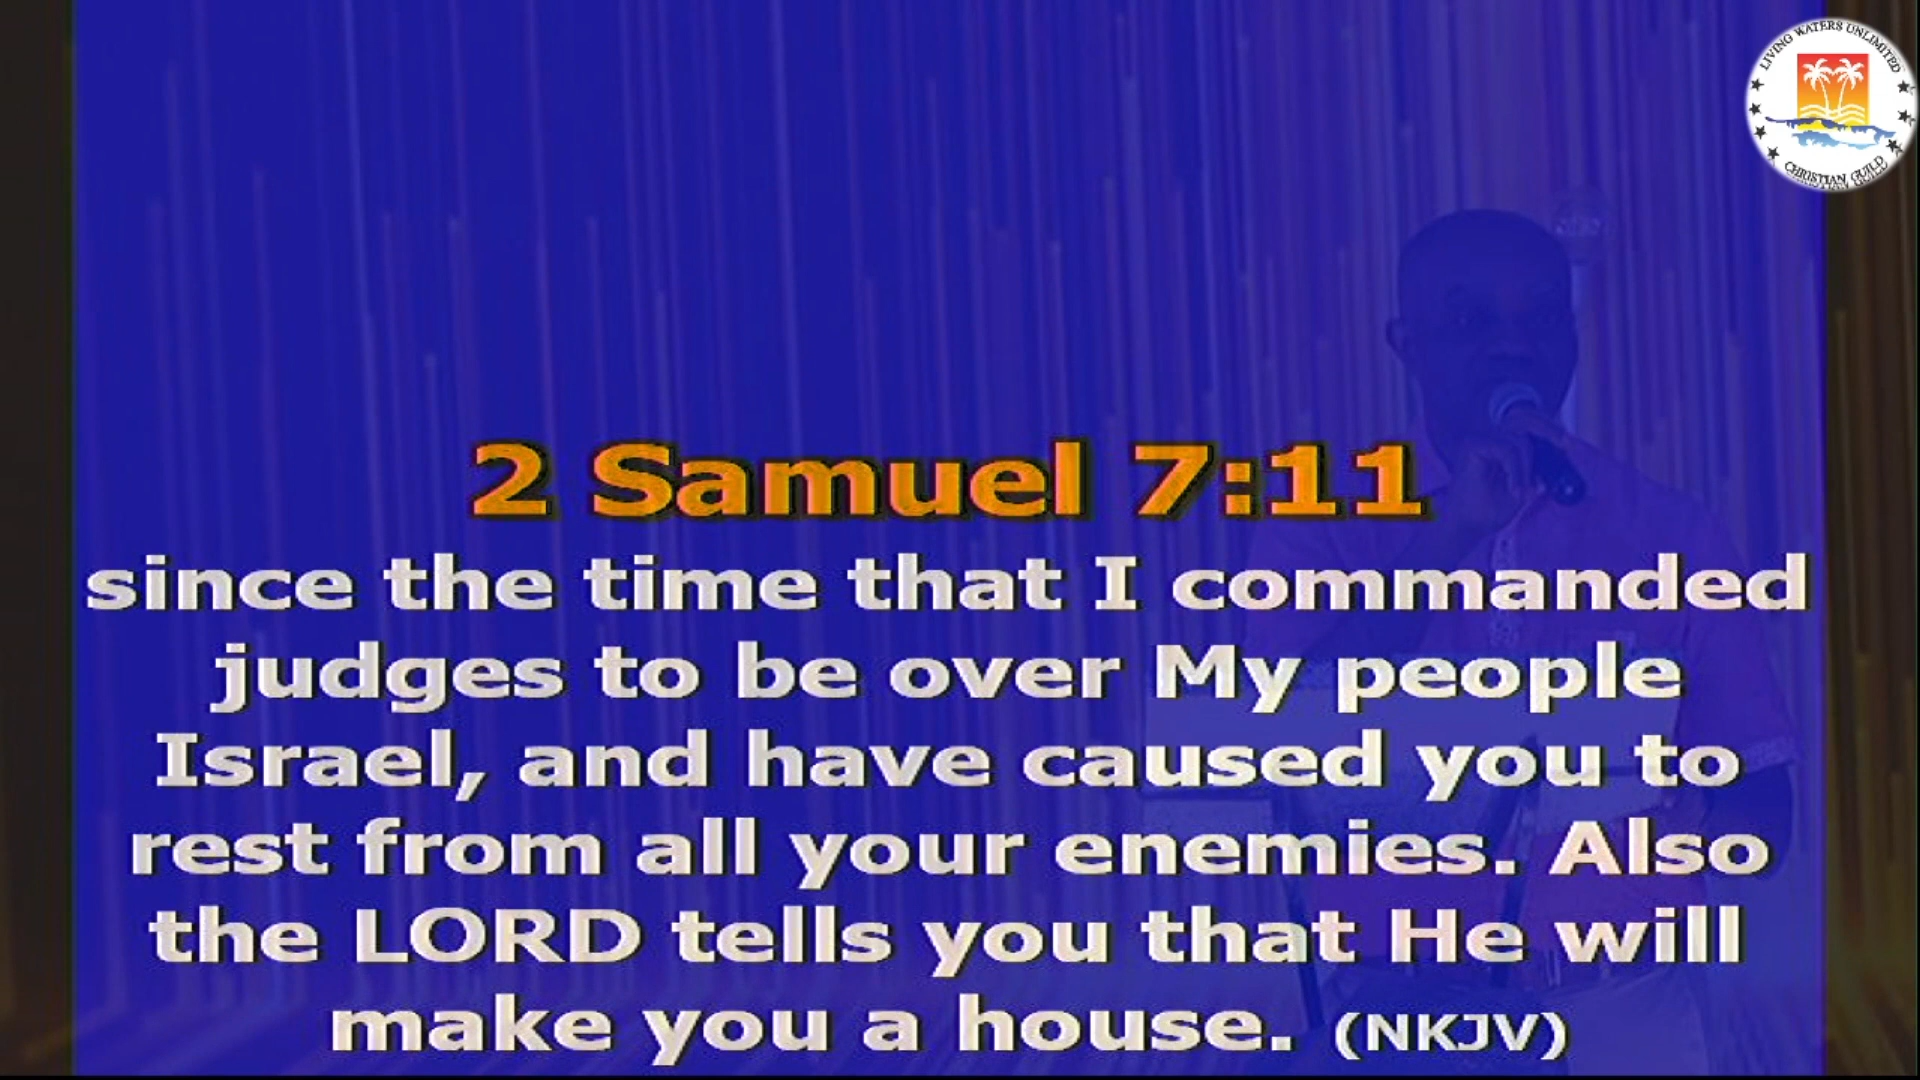 LIVING WATERS UNLIMITED
CHRISTIAN GUILD
2 Samuel 7:11
since the time that I commanded
judges to be over My people
Israel, and have caused you to
rest from all your enemies. Also
the LORD tells you that He will
make you a house. (NKJV)